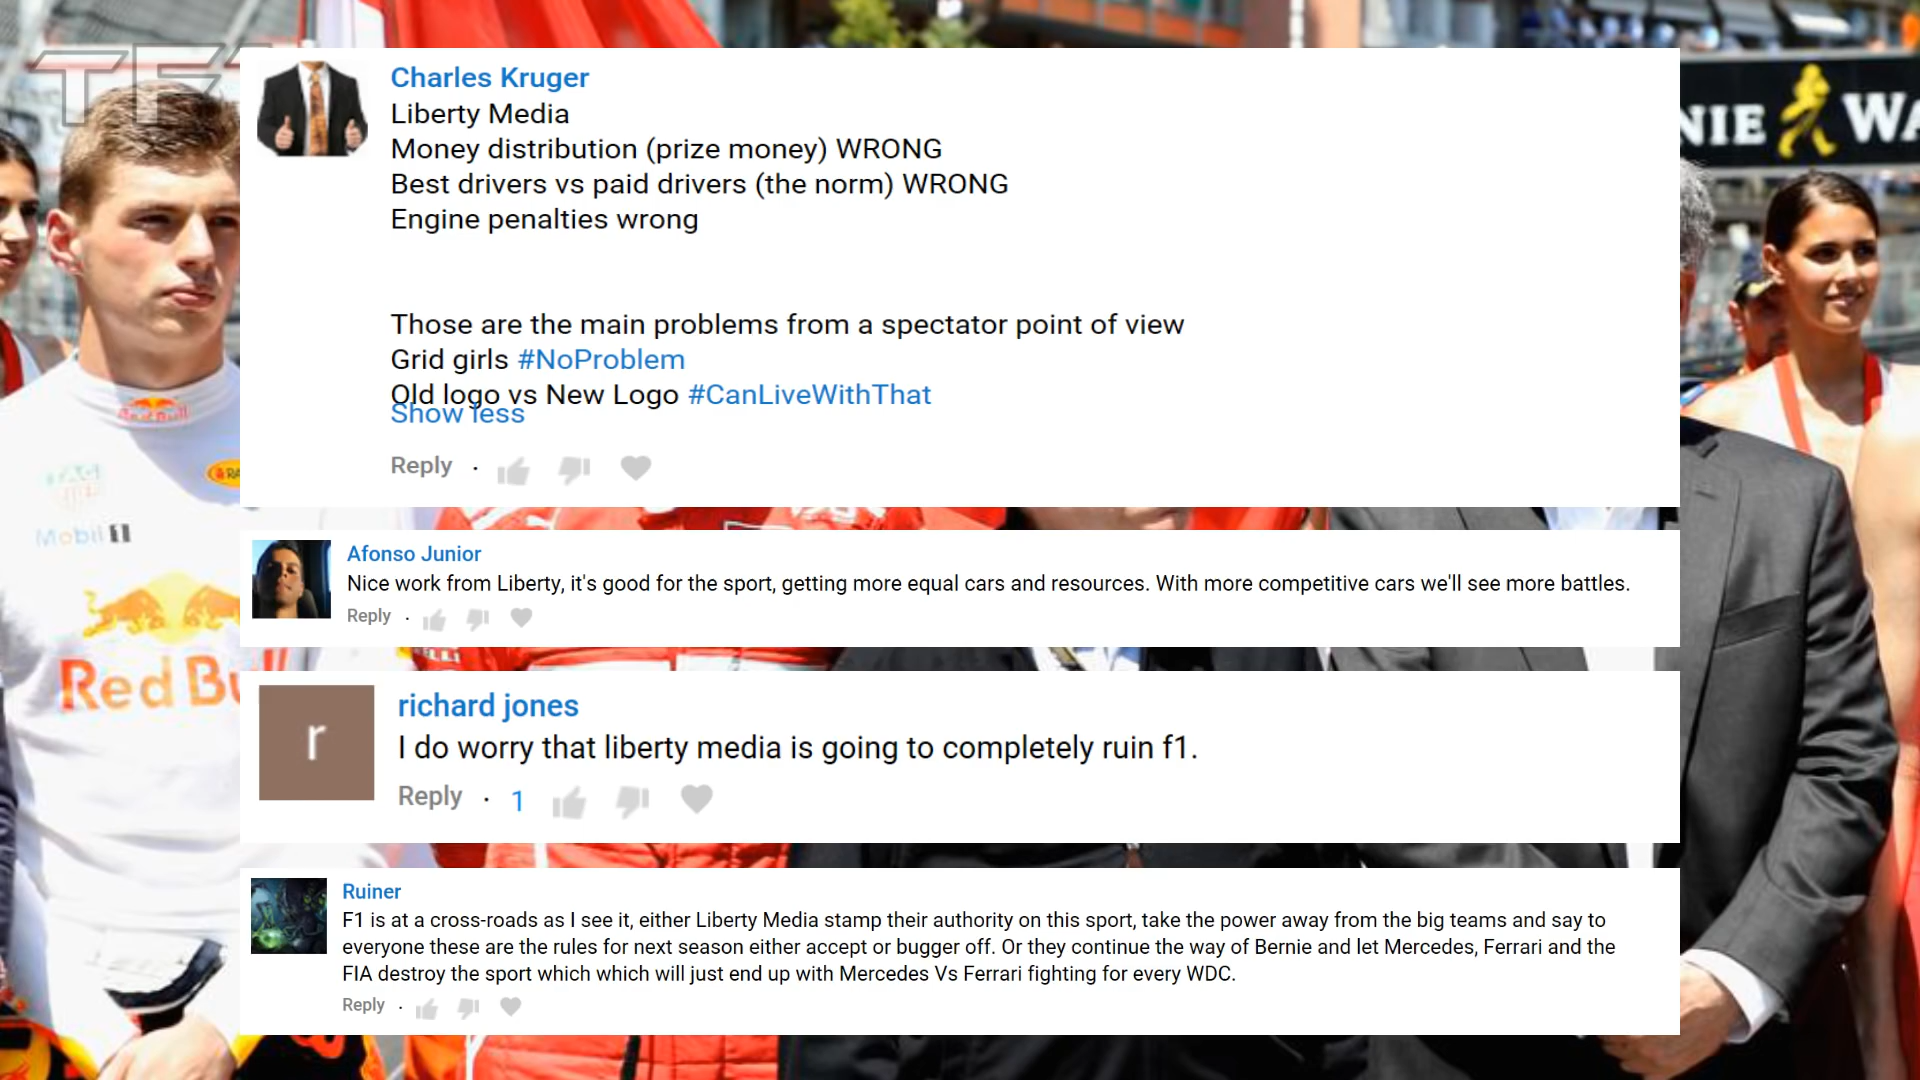 TF1
NIE WA
Charles Kruger
Liberty Media
Money distribution (prize money) WRONG
Best drivers vs paid drivers (the norm) WRONG
Engine penalties wrong
Those are the main problems from a spectator point of view
Grid girls #NoProblem
Old logo vs New Logo #CanLiveWithThat
Show less
Reply ·
Red Bull
Mobil 1
Red Bu
Afonso Junior
Nice work from Liberty, it's good for the sport, getting more equal cars and resources. With more competitive cars we'll see more battles.
Reply ·
r
richard jones
I do worry that liberty media is going to completely ruin f1.
Reply · 1
Ruiner
F1 is at a cross-roads as I see it, either Liberty Media stamp their authority on this sport, take the power away from the big teams and say to
everyone these are the rules for next season either accept or bugger off. Or they continue the way of Bernie and let Mercedes, Ferrari and the
FIA destroy the sport which which will just end up with Mercedes Vs Ferrari fighting for every WDC.
Reply ·